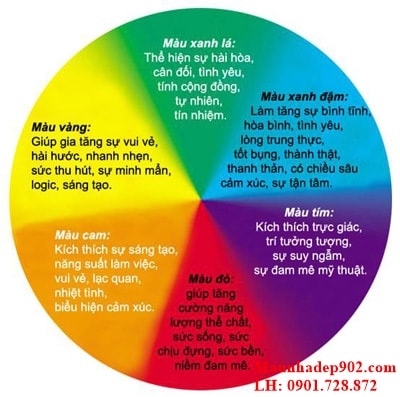 Màu xanh lá:
Thể hiện sự hài hòa,
cân đối, tình yêu,
tính cộng đồng,
tự nhiên,
tín nhiệm.
Màu xanh đậm:
Làm tăng sự bình tĩnh,
hòa bình, tình yêu,
lòng trung thực,
tốt bụng, thành thật,
thanh thản, có chiều sâu
cảm xúc, sự tận tâm.
Màu tím:
Kích thích trực giác,
trí tưởng tượng,
sự suy ngẫm,
sự đam mê mỹ thuật.
Màu đỏ:
giúp tăng
cường năng
lượng thể chất,
sức sống, sức
chịu đựng, sức bền,
niềm đam mê.
Màu cam:
Kích thích sự sáng tạo,
năng suất làm việc,
vui vẻ, lạc quan,
nhiệt tình,
biểu hiện cảm xúc.
Màu vàng:
Giúp gia tăng sự vui vẻ,
hài hước, nhanh nhẹn,
sức thu hút, sự minh mẫn,
logic, sáng tạo.
LH: 0901.728.872